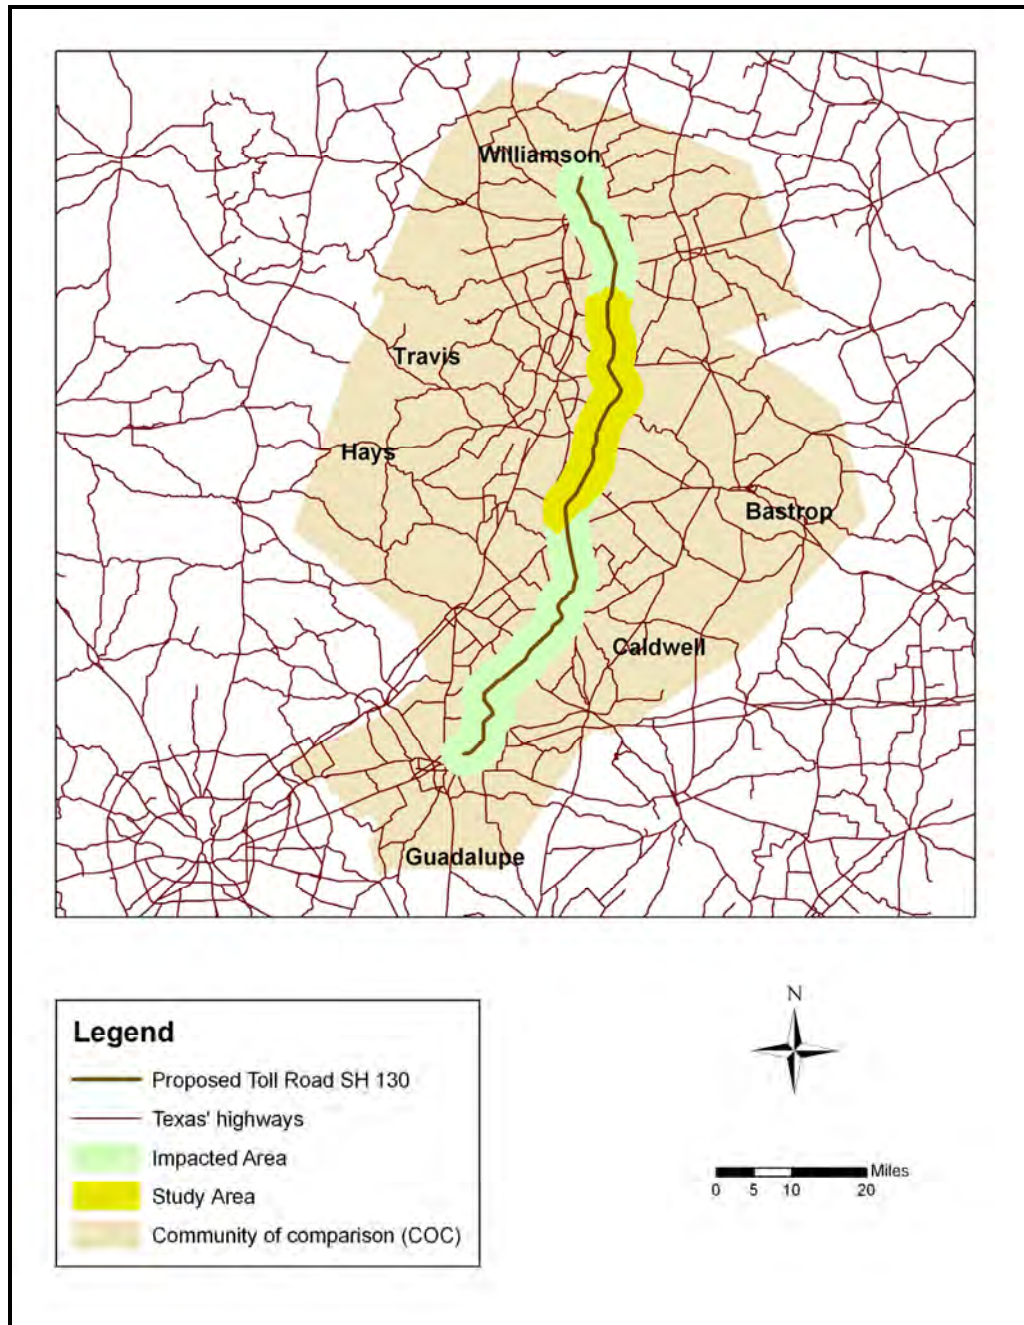 Williamson
Travis
Hays
Bastrop
Caldwell
Guadalupe
Legend
Proposed Toll Road SH 130
Texas' highways
Impacted Area
Study Area
Community of comparison (COC)
N
Miles
0 5 10 20